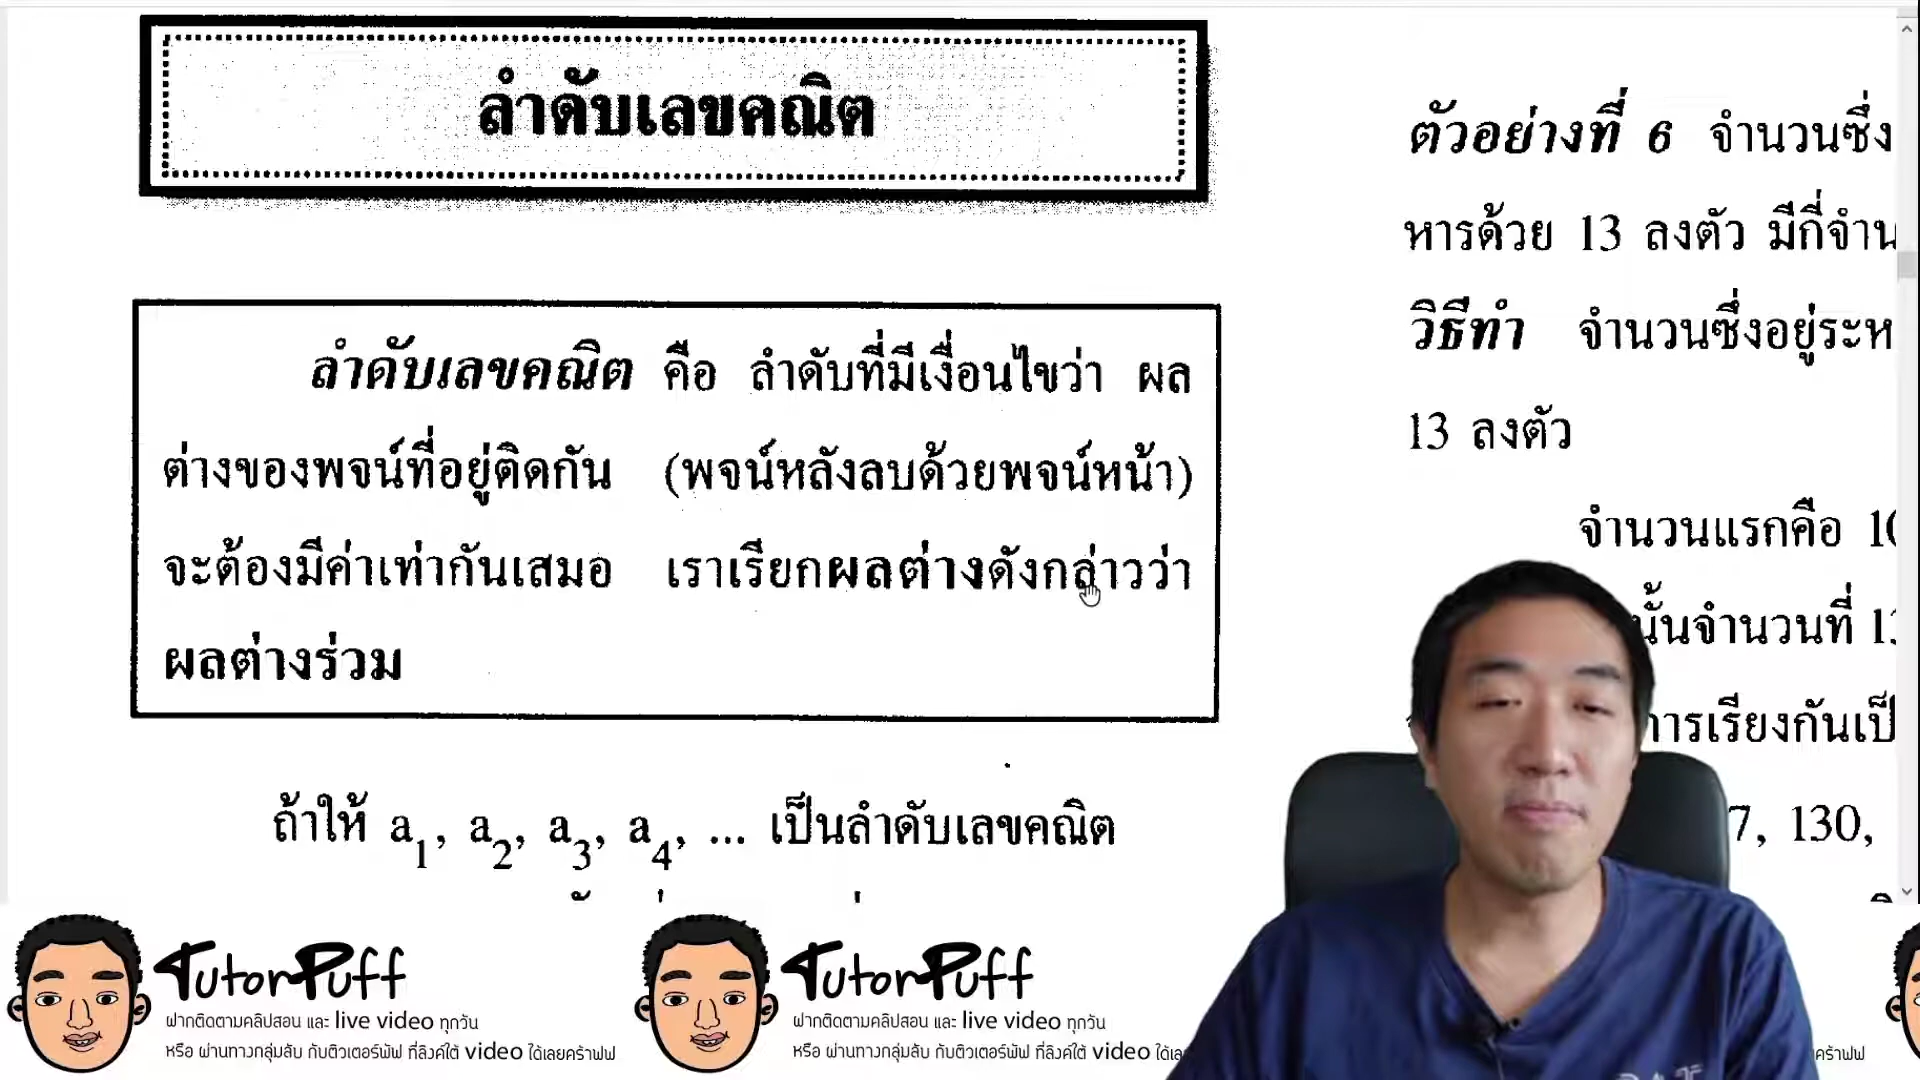 ลำดับเลขคณิต
ลำดับเลขคณิต คือ ลำดับที่มีเงื่อนไขว่า ผล
ต่างของพจน์ที่อยู่ติดกัน (พจน์หลังลบด้วยพจน์หน้า)
จะต้องมีค่าเท่ากันเสมอ เราเรียกผลต่างดังกล่าวว่า
ผลต่างร่วม
ถ้าให้ a₁, a₂, a₃, a₄, ... เป็นลำดับเลขคณิต
ตัวอย่างที่ 6 จำนวนซึ่ง
หารด้วย 13 ลงตัว มีกี่จำน
วิธีทำ จำนวนซึ่งอยู่ระห
13 ลงตัว
จำนวนแรกคือ 10
นั้นจำนวนที่ 13
การเรียงกันเป็
7, 130,
TutorPuff
ฝากติดตามคลิปสอน และ live video ทุกวัน
หรือ ผ่านทางกลุ่มลับ กับติวเตอร์พัฟ ที่ลิงค์ใต้ video ได้เลยคร้าฟฟ
TutorPuff
ฝากติดตามคลิปสอน และ live video ทุกวัน
หรือ ผ่านทางกลุ่มลับ กับติวเตอร์พัฟ ที่ลิงค์ใต้ video ได้เล
คร้าฟฟ